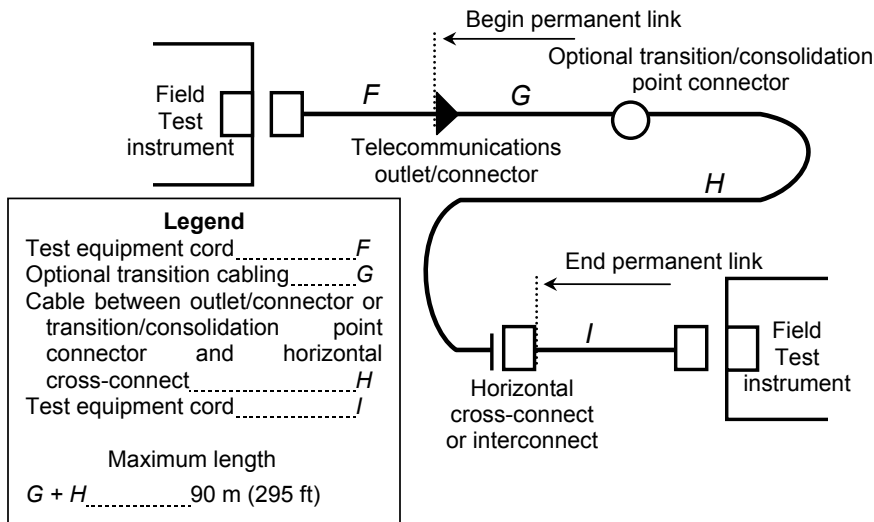 Begin permanent link
Optional transition/consolidation
point connector
Field
Test
instrument
F
G
Telecommunications
outlet/connector
H
Legend
Test equipment cord F
Optional transition cabling G
Cable between outlet/connector or
transition/consolidation point
connector and horizontal
cross-connect H
Test equipment cord I
Maximum length
G + H 90 m (295 ft)
End permanent link
I
Field
Test
instrument
Horizontal
cross-connect
or interconnect